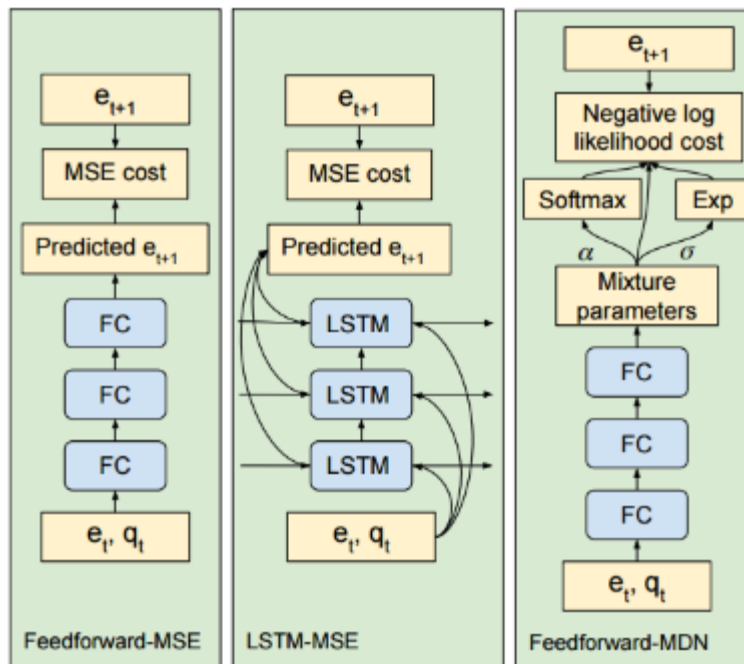 e_{t+1}
MSE cost
Predicted e_{t+1}
FC
FC
FC
e_t, q_t
Feedforward-MSE
e_{t+1}
MSE cost
Predicted e_{t+1}
LSTM
LSTM
LSTM
e_t, q_t
LSTM-MSE
e_{t+1}
Negative log
likelihood cost
Softmax
Exp
α
σ
Mixture
parameters
FC
FC
FC
e_t, q_t
Feedforward-MDN